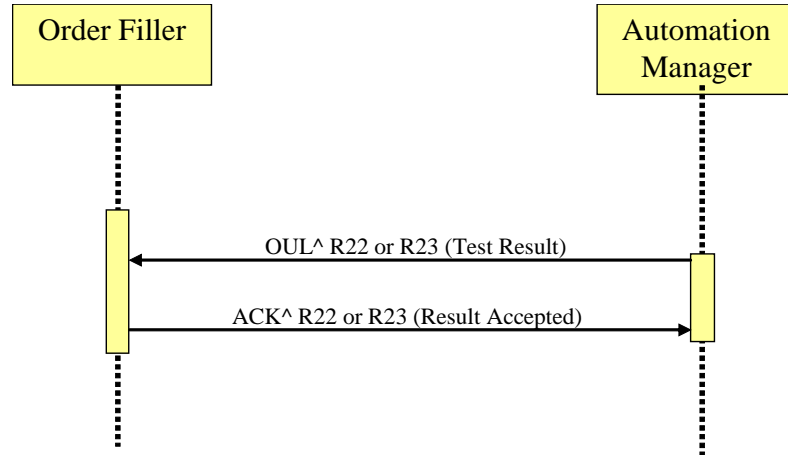 Order Filler
Automation
Manager
OUL^ R22 or R23 (Test Result)
ACK^ R22 or R23 (Result Accepted)